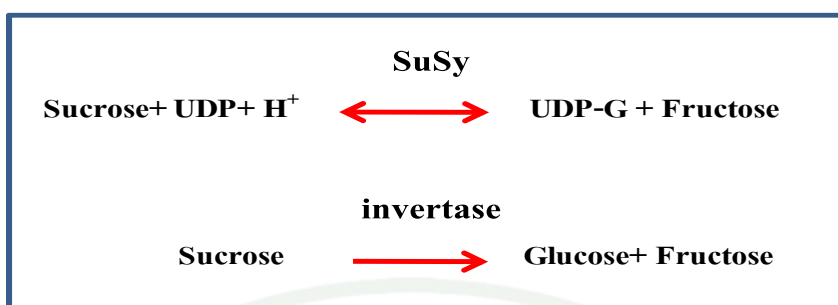 SuSy
Sucrose+ UDP+ H⁺ UDP-G + Fructose
invertase
Sucrose Glucose+ Fructose